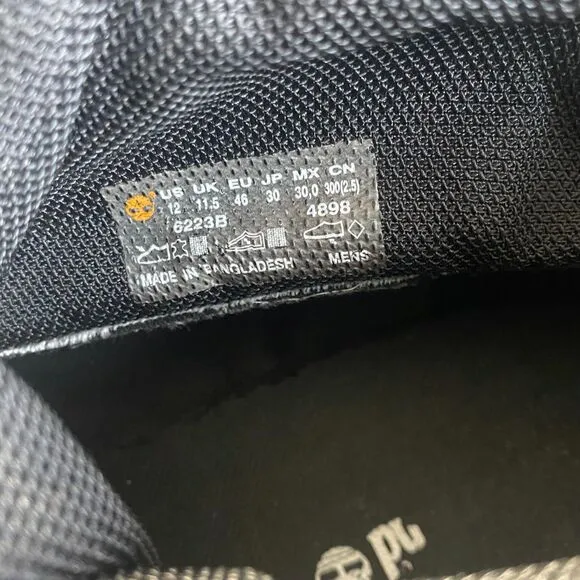 US UK EU JP MX CN
12 11.5 46 30 30.0 300(2.5)
6223B 4898
MADE IN BANGLADESH MENS